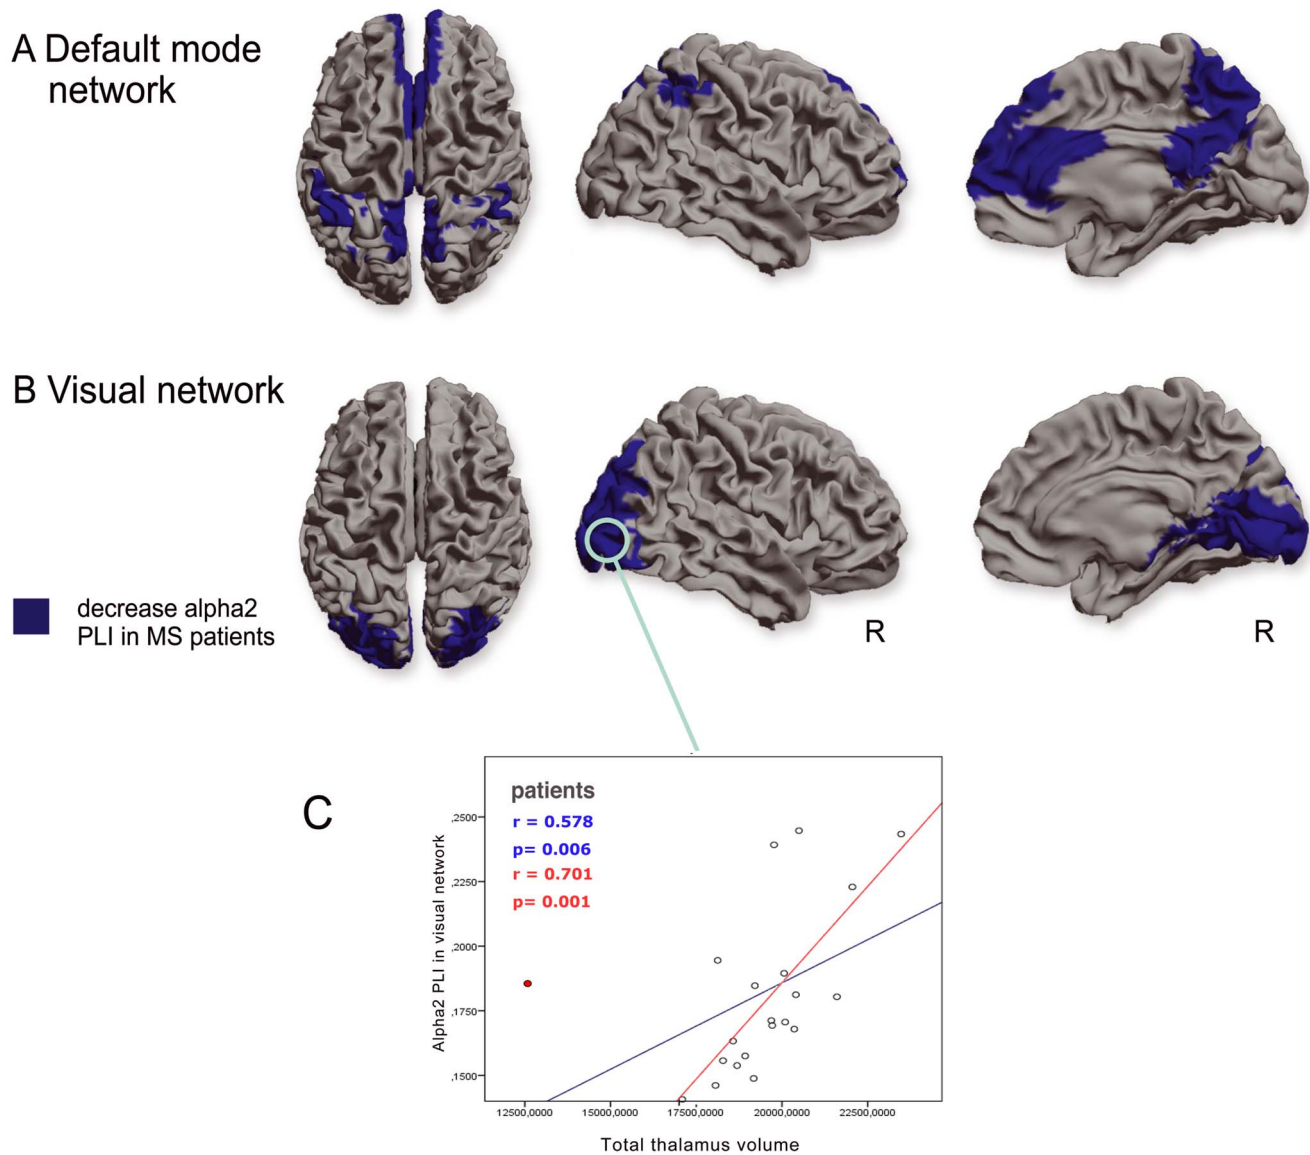 A Default mode
network
B Visual network
decrease alpha2
PLI in MS patients
R
R
C
patients
r = 0.578
p= 0.006
r = 0.701
p= 0.001
Alpha2 PLI in visual network
,2500
,2250
,2000
,1750
,1500
12500,0000
15000,0000
17500,0000
20000,0000
22500,0000
Total thalamus volume